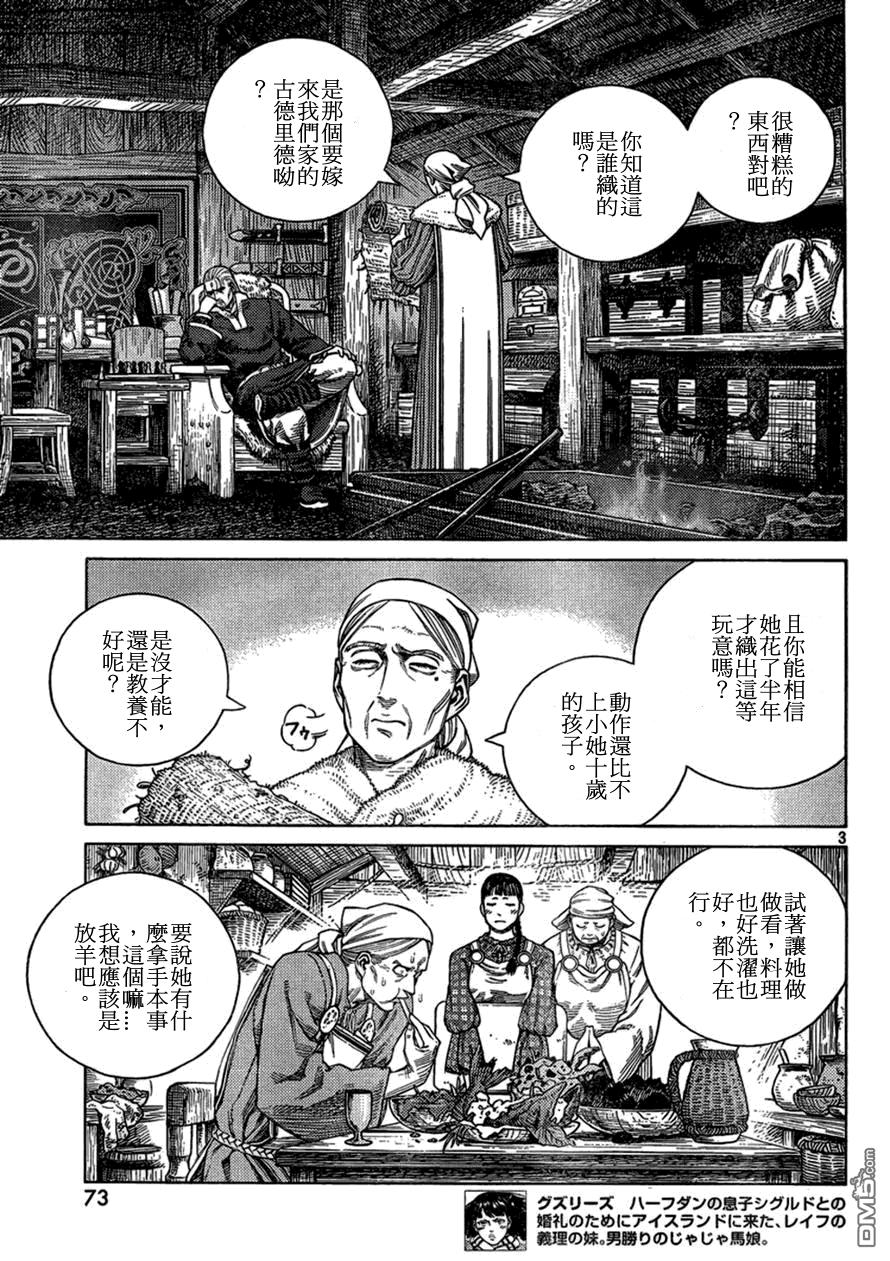 很糟糕的
東西對吧
？
你知道這
是誰織的
嗎？
是那個要嫁
來我們家的
古德里德呦
？
且你能相信
她花了半年
才織出這等
玩意嗎？
動作還比不
上小她十歲
的孩子。
フゥー
是沒才能，
還是教養不
好呢？
3
試著讓她做
做看，料理
也好洗濯也
好，都不在
行。
要說她有什
麼拿手本事
，這個嘛…
我想應該是
放羊吧。
73
グズリーズ　ハーフダンの息子シグルドとの
婚礼のためにアイスランドに来た、レイフの
義理の妹。男勝りのじゃじゃ馬娘。
DM5.com